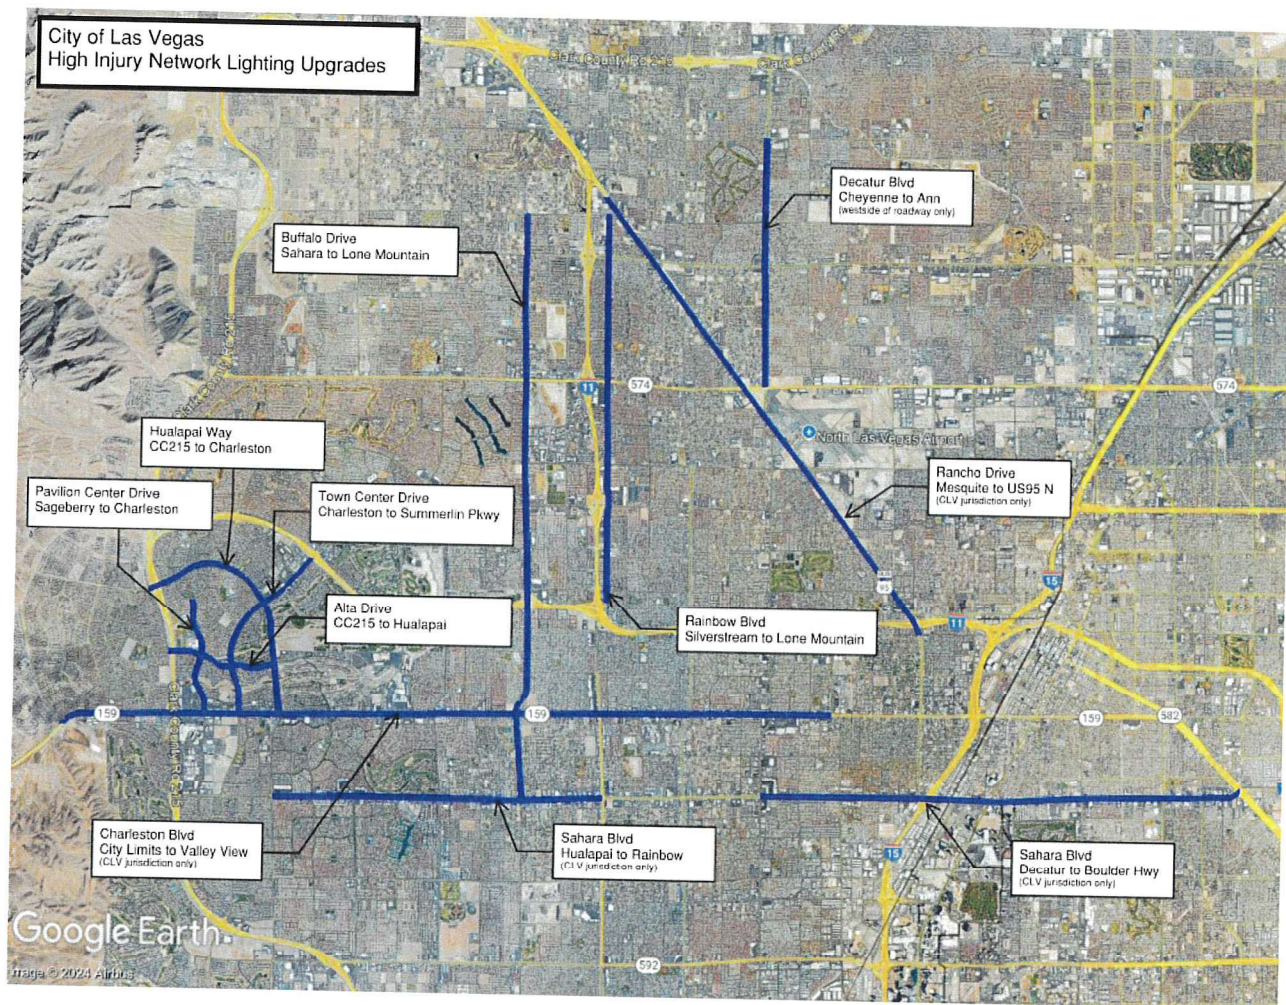 City of Las Vegas
High Injury Network Lighting Upgrades
Clark County Rd 215
Decatur Blvd
Cheyenne to Ann
(westside of roadway only)
Buffalo Drive
Sahara to Lone Mountain
11
574
574
Hualapai Way
CC215 to Charleston
North Las Vegas Airport
Rancho Drive
Mesquite to US95 N
(CLV jurisdiction only)
Pavilion Center Drive
Sageberry to Charleston
Town Center Drive
Charleston to Summerlin Pkwy
15
95
Alta Drive
CC215 to Hualapai
Rainbow Blvd
Silverstream to Lone Mountain
11
159
159
159
582
Charleston Blvd
City Limits to Valley View
(CLV jurisdiction only)
Sahara Blvd
Hualapai to Rainbow
(CLV jurisdiction only)
15
Sahara Blvd
Decatur to Boulder Hwy
(CLV jurisdiction only)
Google Earth
592
mage © 2024 Airbus